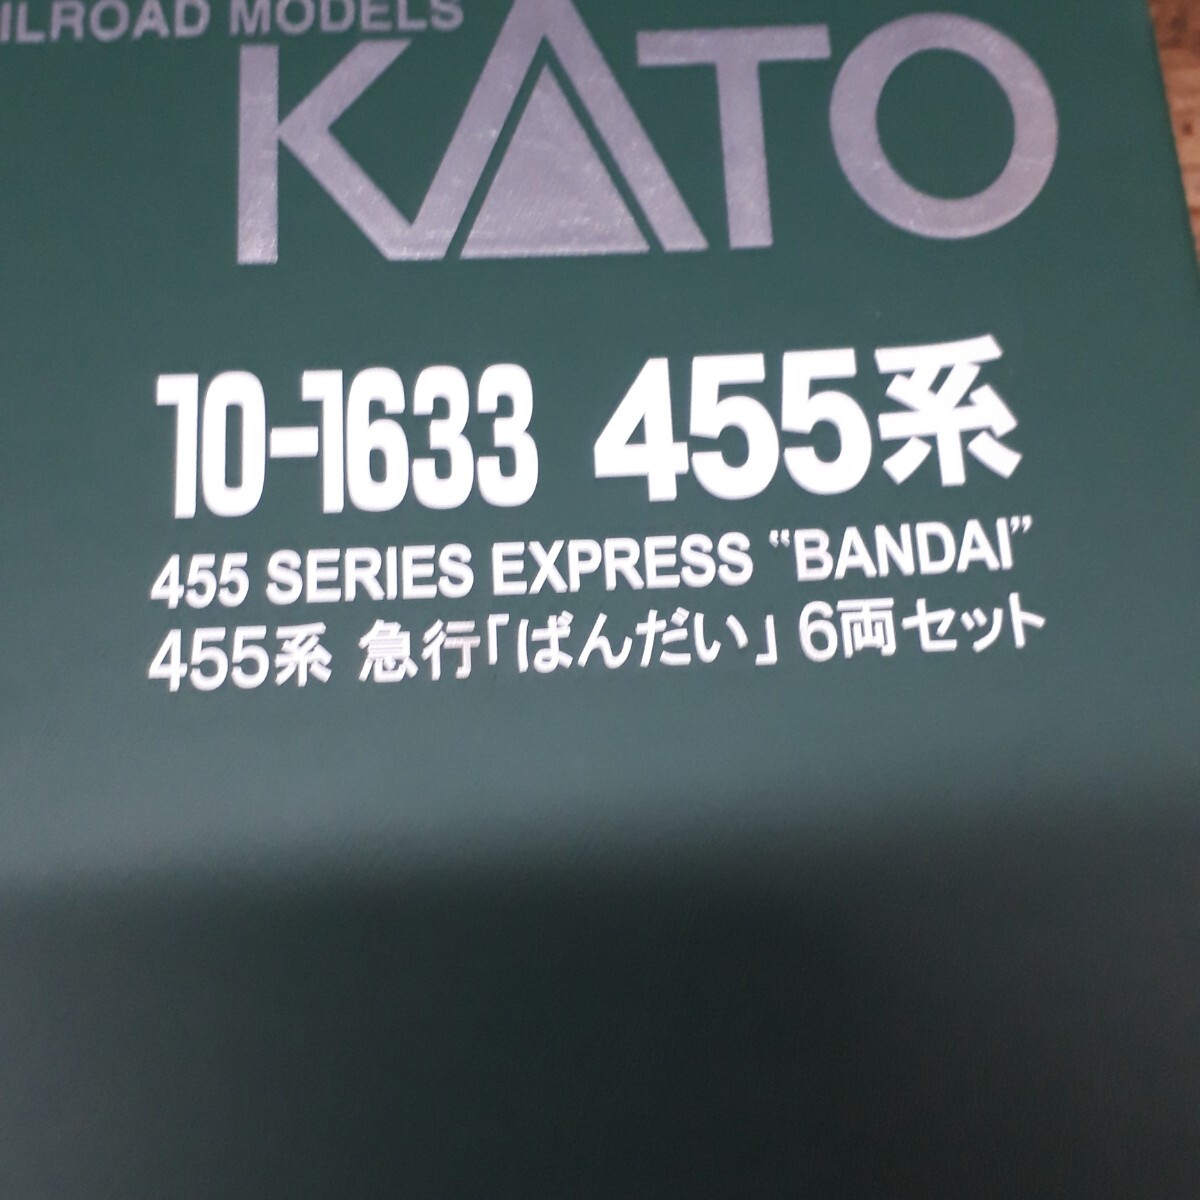 RAILROAD MODELS
KATO
10-1633 455系
455 SERIES EXPRESS "BANDAI"
455系 急行「ばんだい」 6両セット